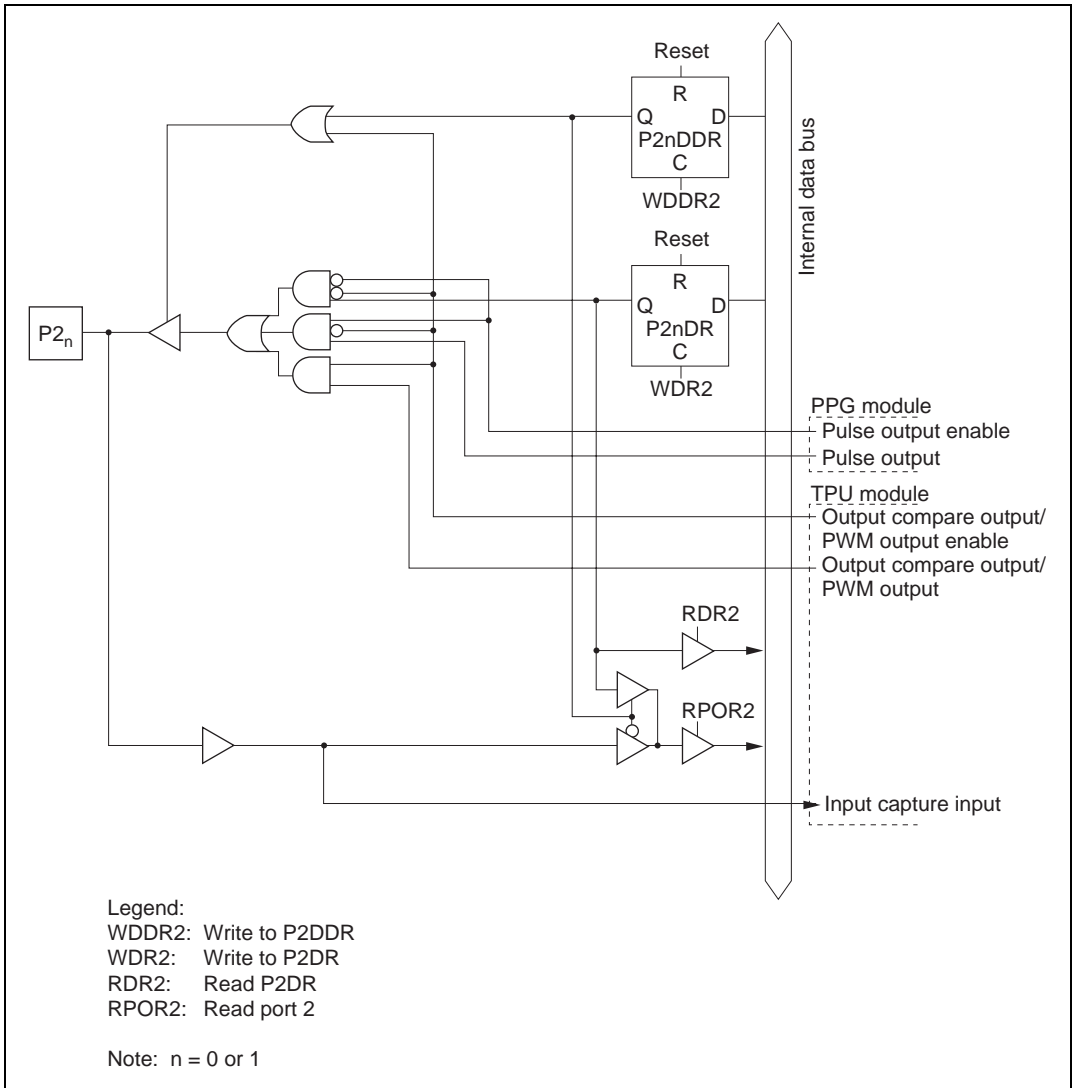 Reset
R
Q D
P2nDDR
C
WDDR2
Internal data bus
Reset
R
Q D
P2nDR
C
WDR2
P2n
PPG module
Pulse output enable
Pulse output
TPU module
Output compare output/
PWM output enable
Output compare output/
PWM output
RDR2
RPOR2
Input capture input
Legend:
WDDR2: Write to P2DDR
WDR2: Write to P2DR
RDR2: Read P2DR
RPOR2: Read port 2
Note: n = 0 or 1